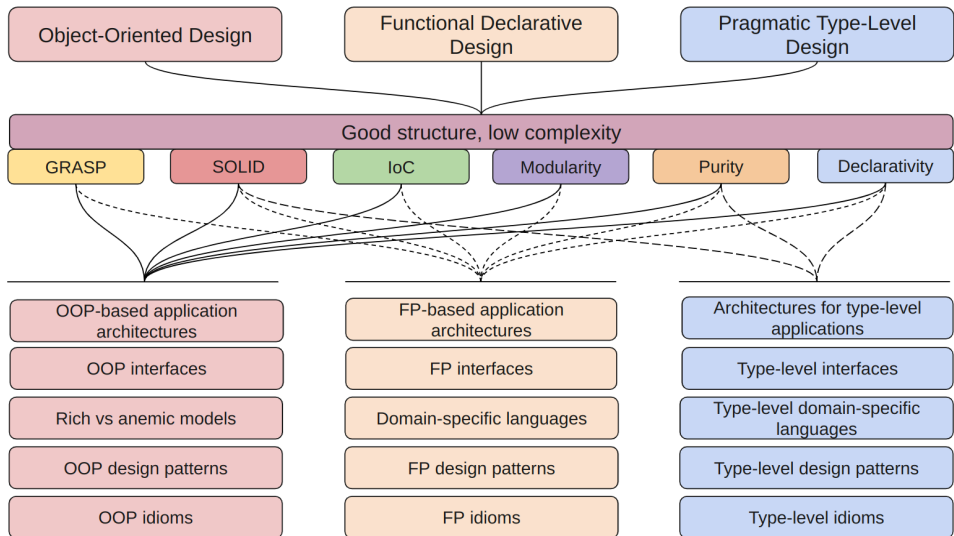 Object-Oriented Design
Functional Declarative
Design
Pragmatic Type-Level
Design
Good structure, low complexity
GRASP
SOLID
IoC
Modularity
Purity
Declarativity
OOP-based application
architectures
FP-based application
architectures
Architectures for type-level
applications
OOP interfaces
FP interfaces
Type-level interfaces
Rich vs anemic models
Domain-specific languages
Type-level domain-specific
languages
OOP design patterns
FP design patterns
Type-level design patterns
OOP idioms
FP idioms
Type-level idioms